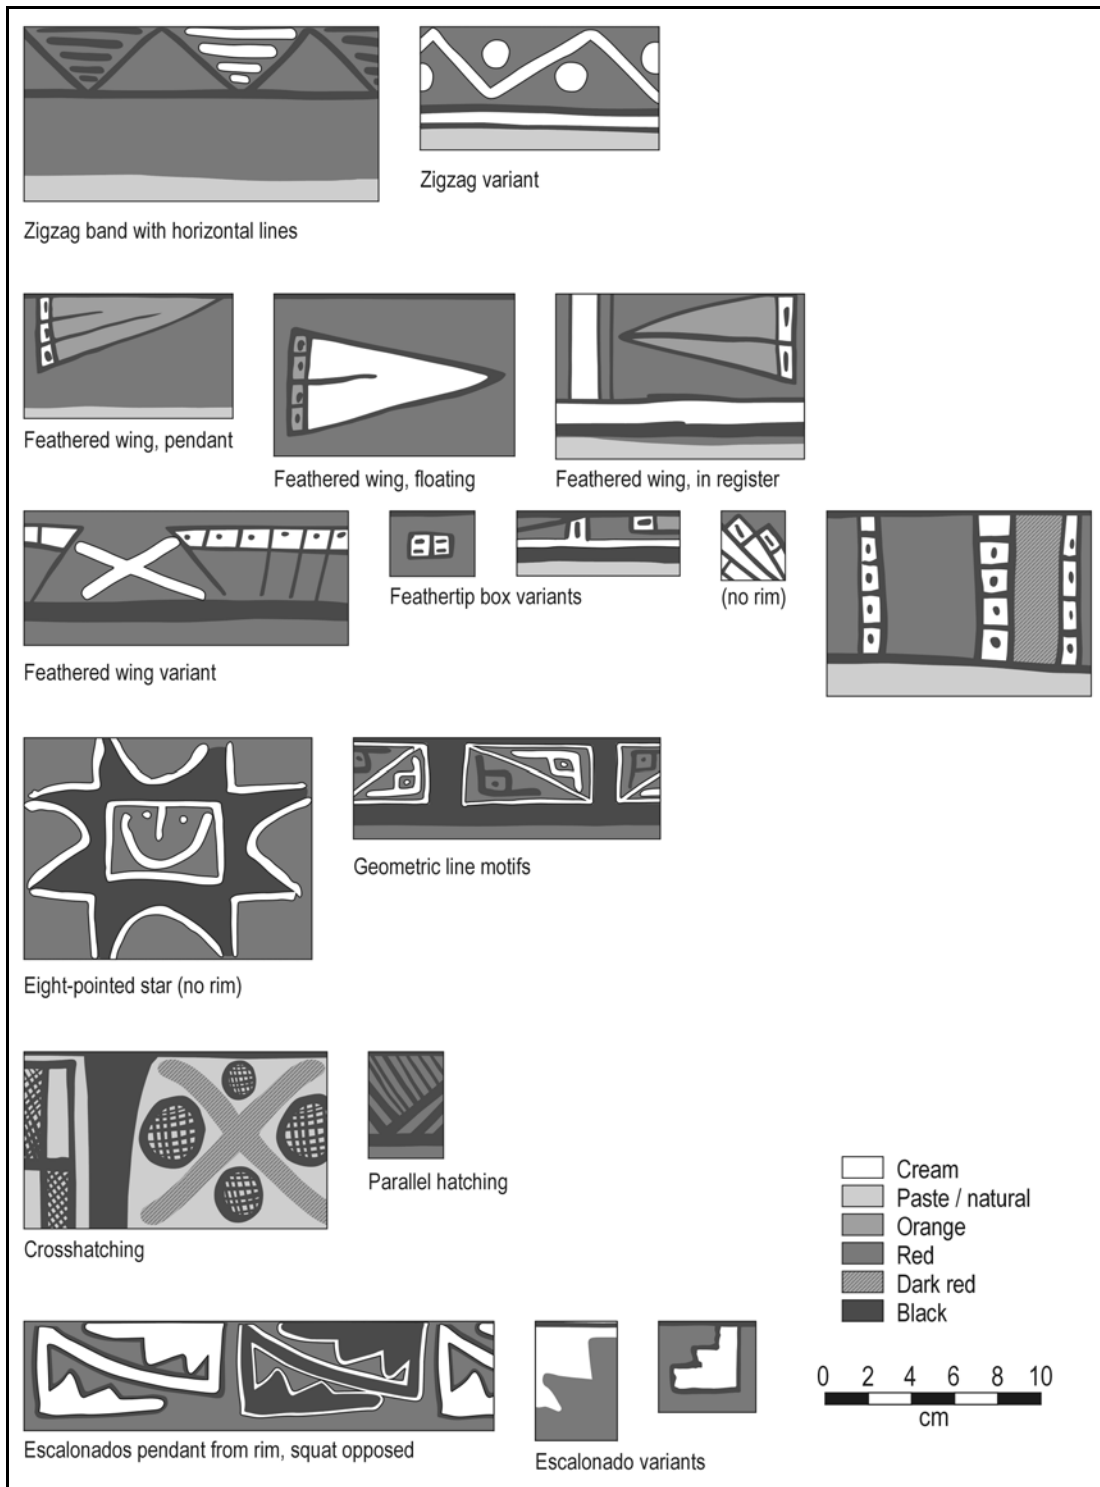 Zigzag band with horizontal lines
Zigzag variant
Feathered wing, pendant
Feathered wing, floating
Feathered wing, in register
Feathered wing variant
Feathertip box variants
(no rim)
Eight-pointed star (no rim)
Geometric line motifs
Crosshatching
Parallel hatching
Cream
Paste / natural
Orange
Red
Dark red
Black
0 2 4 6 8 10
cm
Escalonados pendant from rim, squat opposed
Escalonado variants